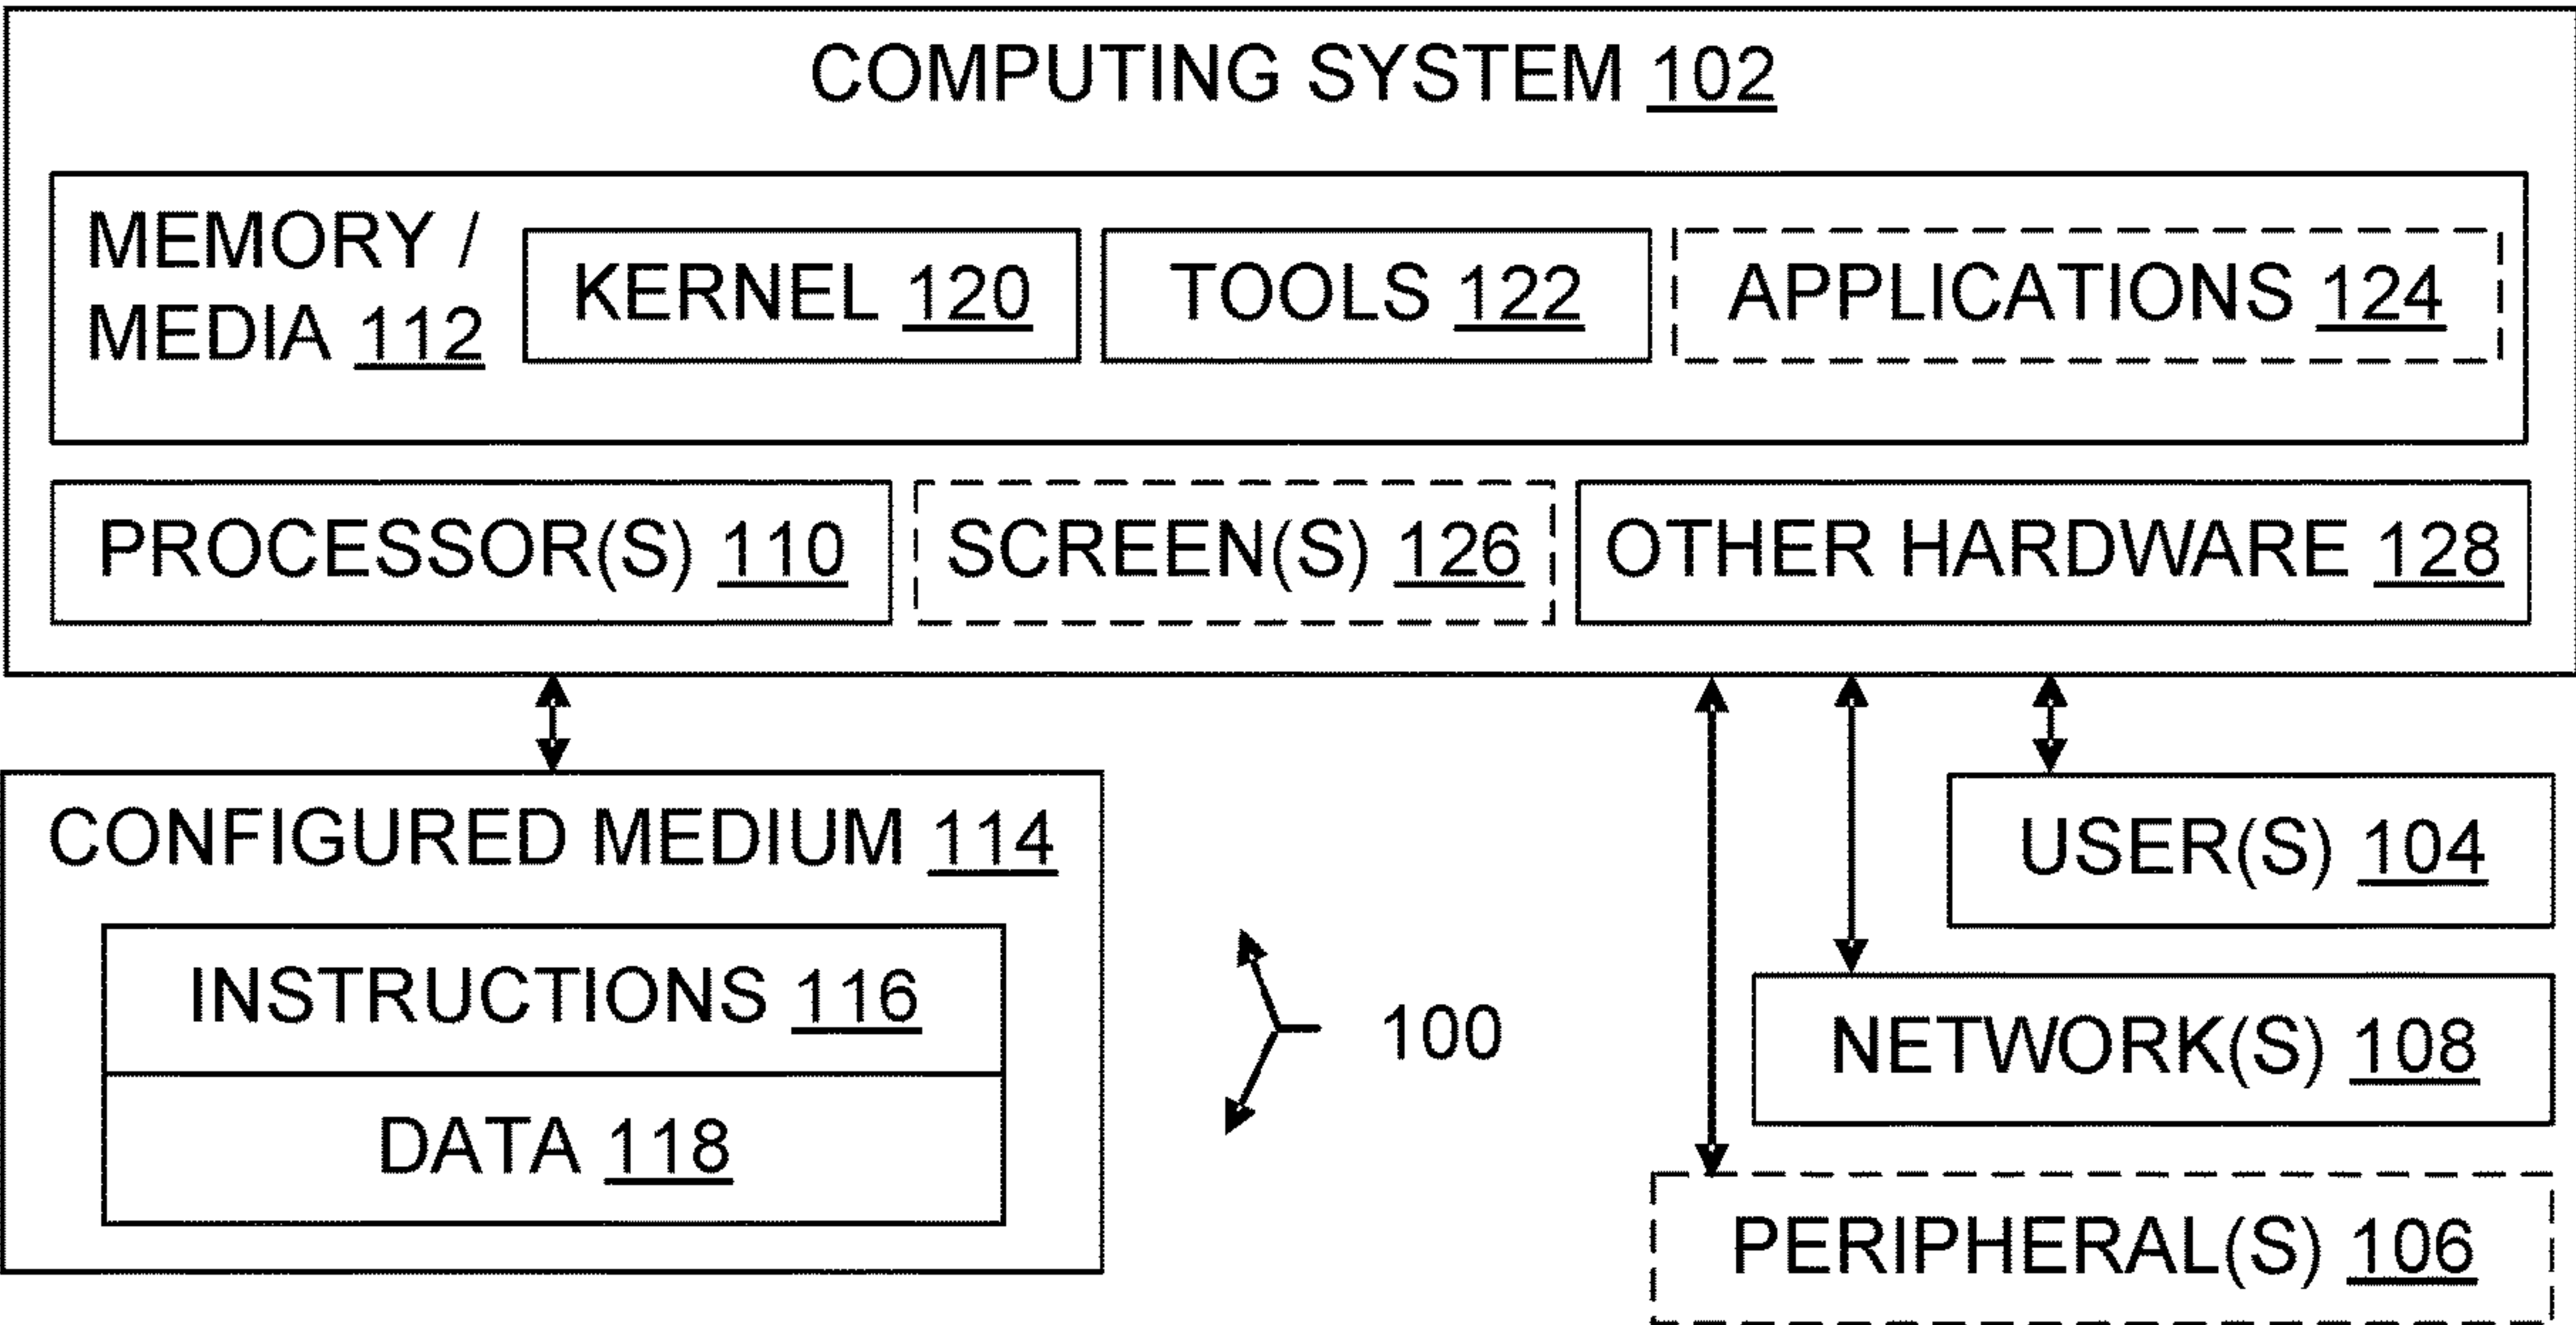 COMPUTING SYSTEM 102
MEMORY /
MEDIA 112
KERNEL 120
TOOLS 122
APPLICATIONS 124
PROCESSOR(S) 110
SCREEN(S) 126
OTHER HARDWARE 128
CONFIGURED MEDIUM 114
INSTRUCTIONS 116
DATA 118
100
USER(S) 104
NETWORK(S) 108
PERIPHERAL(S) 106